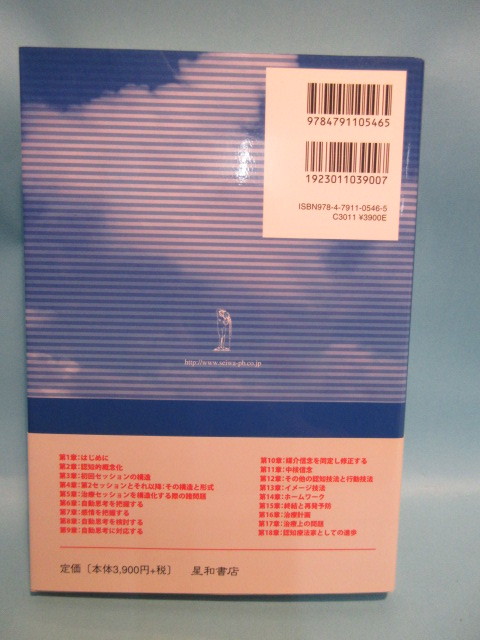 9784791105465
1923011039007
ISBN978-4-7911-0546-5
C3011 ¥3900E
http://www.seiwa-pb.co.jp
第1章：はじめに
第2章：認知的概念化
第3章：初回セッションの構造
第4章：第2セッションとそれ以降：その構造と形式
第5章：治療セッションを構造化する際の諸問題
第6章：自動思考を把握する
第7章：感情を把握する
第8章：自動思考を検討する
第9章：自動思考に対応する
第10章：媒介信念を同定し修正する
第11章：中核信念
第12章：その他の認知技法と行動技法
第13章：イメージ技法
第14章：ホームワーク
第15章：終結と再発予防
第16章：治療計画
第17章：治療上の問題
第18章：認知療法家としての進歩
定価〔本体3,900円+税〕 星和書店